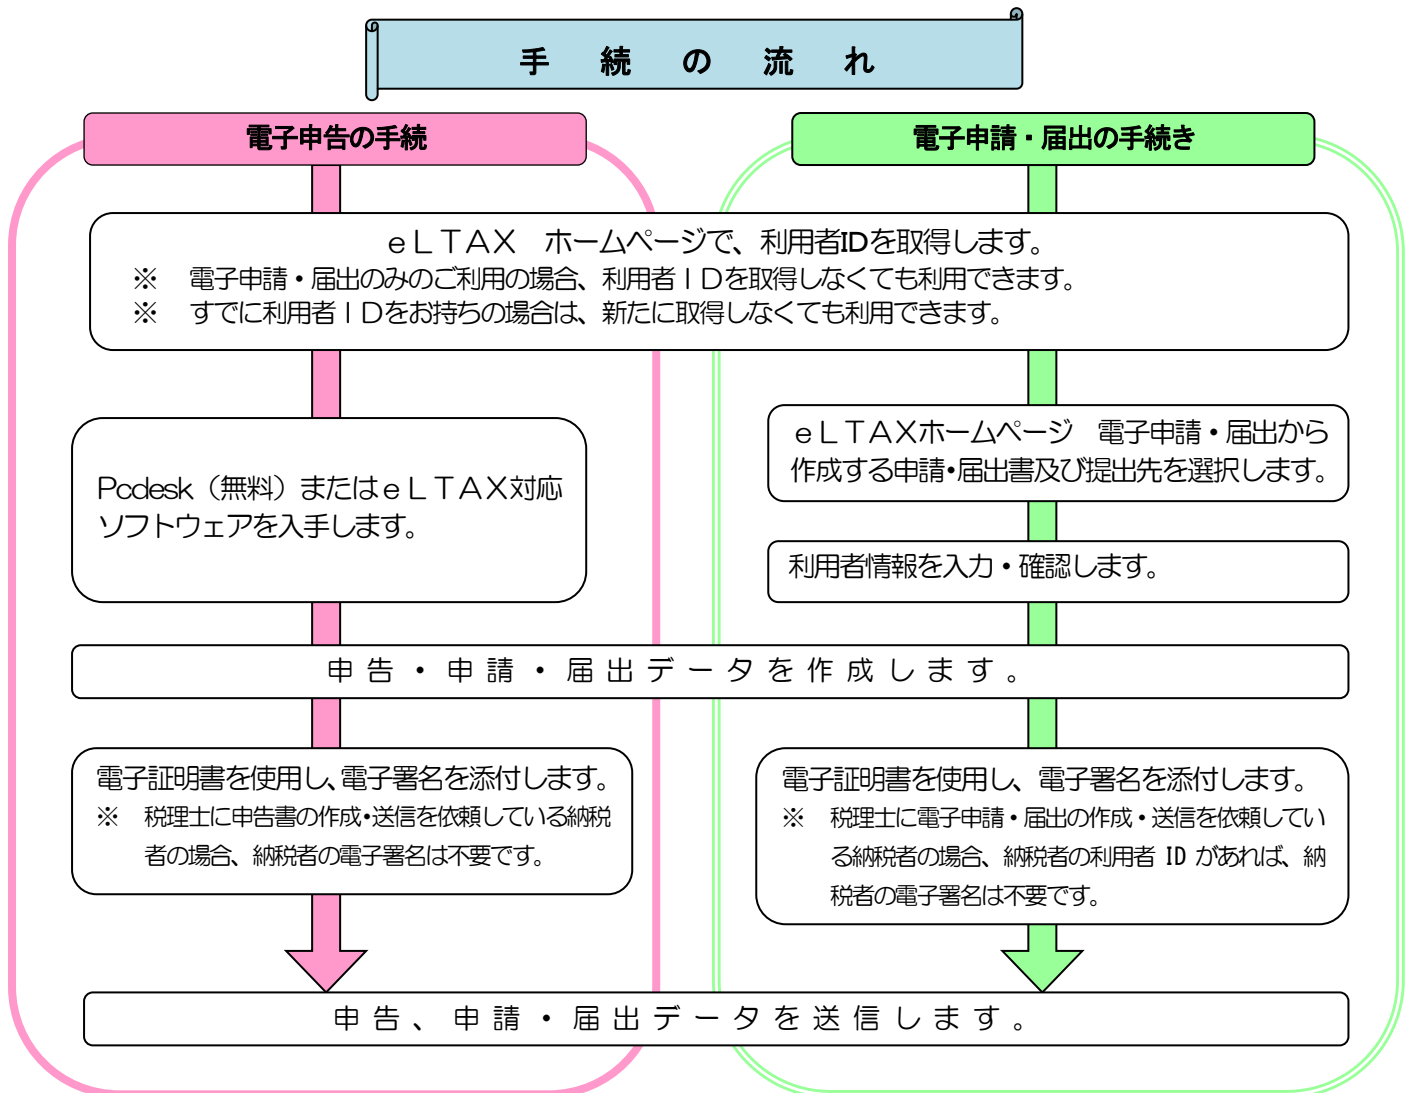 手続の流れ
電子申告の手続
電子申請・届出の手続き
eLTAX　ホームページで、利用者IDを取得します。
※　電子申請・届出のみのご利用の場合、利用者IDを取得しなくても利用できます。
※　すでに利用者IDをお持ちの場合は、新たに取得しなくても利用できます。
Pcdesk（無料）またはeLTAX対応
ソフトウェアを入手します。
eLTAXホームページ　電子申請・届出から
作成する申請・届出書及び提出先を選択します。
利用者情報を入力・確認します。
申告・申請・届出データを作成します。
電子証明書を使用し、電子署名を添付します。
※　税理士に申告書の作成・送信を依頼している納税
者の場合、納税者の電子署名は不要です。
電子証明書を使用し、電子署名を添付します。
※　税理士に電子申請・届出の作成・送信を依頼してい
る納税者の場合、納税者の利用者 ID があれば、納
税者の電子署名は不要です。
申告、申請・届出データを送信します。